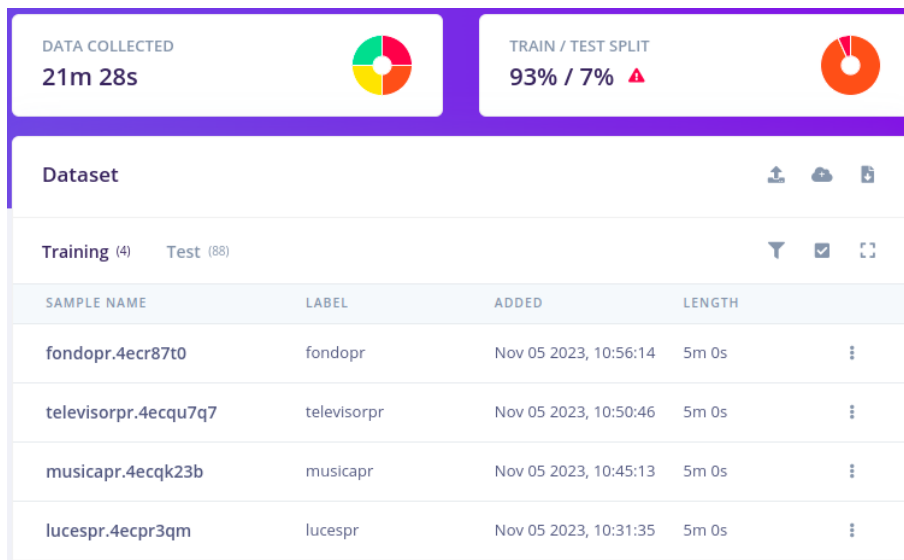 DATA COLLECTED
21m 28s
TRAIN / TEST SPLIT
93% / 7%
Dataset
Training (4) Test (88)
SAMPLE NAME LABEL ADDED LENGTH
fondopr.4ecr87t0 fondopr Nov 05 2023, 10:56:14 5m 0s
televisorpr.4ecqu7q7 televisorpr Nov 05 2023, 10:50:46 5m 0s
musicapr.4ecqk23b musicapr Nov 05 2023, 10:45:13 5m 0s
lucespr.4ecpr3qm lucespr Nov 05 2023, 10:31:35 5m 0s